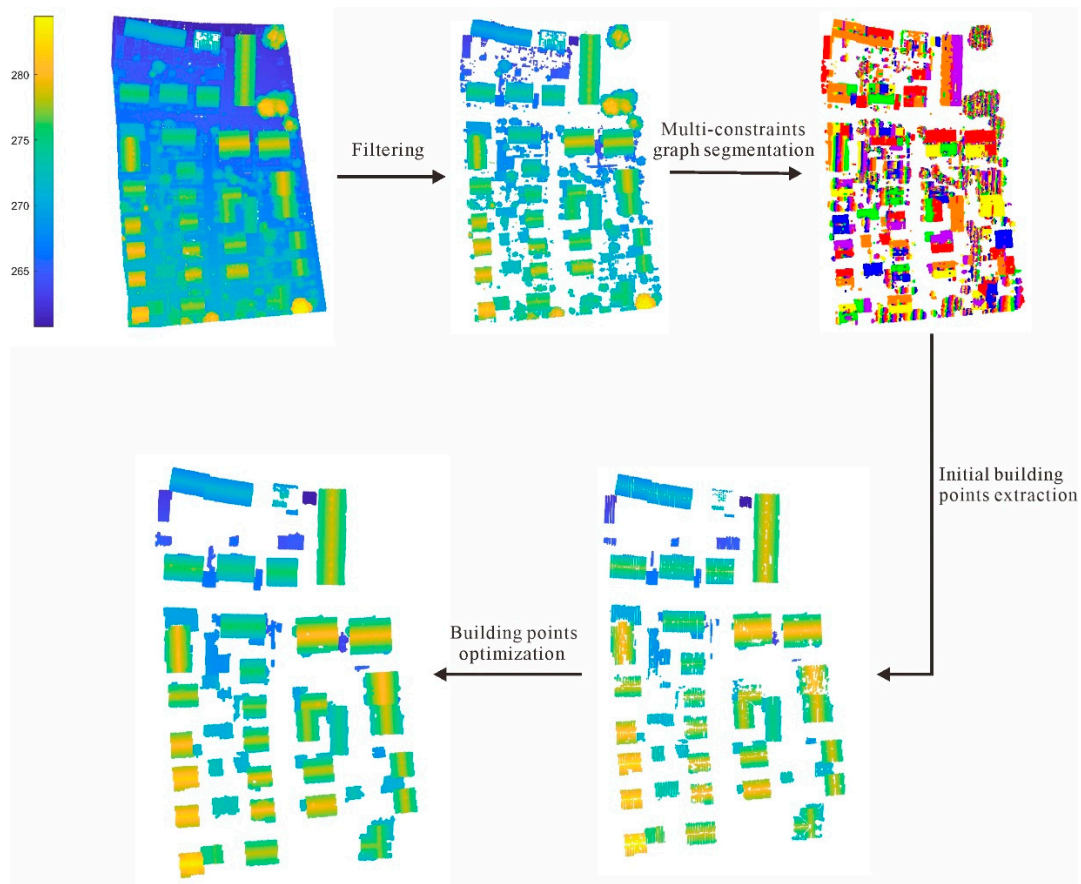 280
275
270
265
Filtering
Multi-constraints
graph segmentation
Initial building
points extraction
Building points
optimization